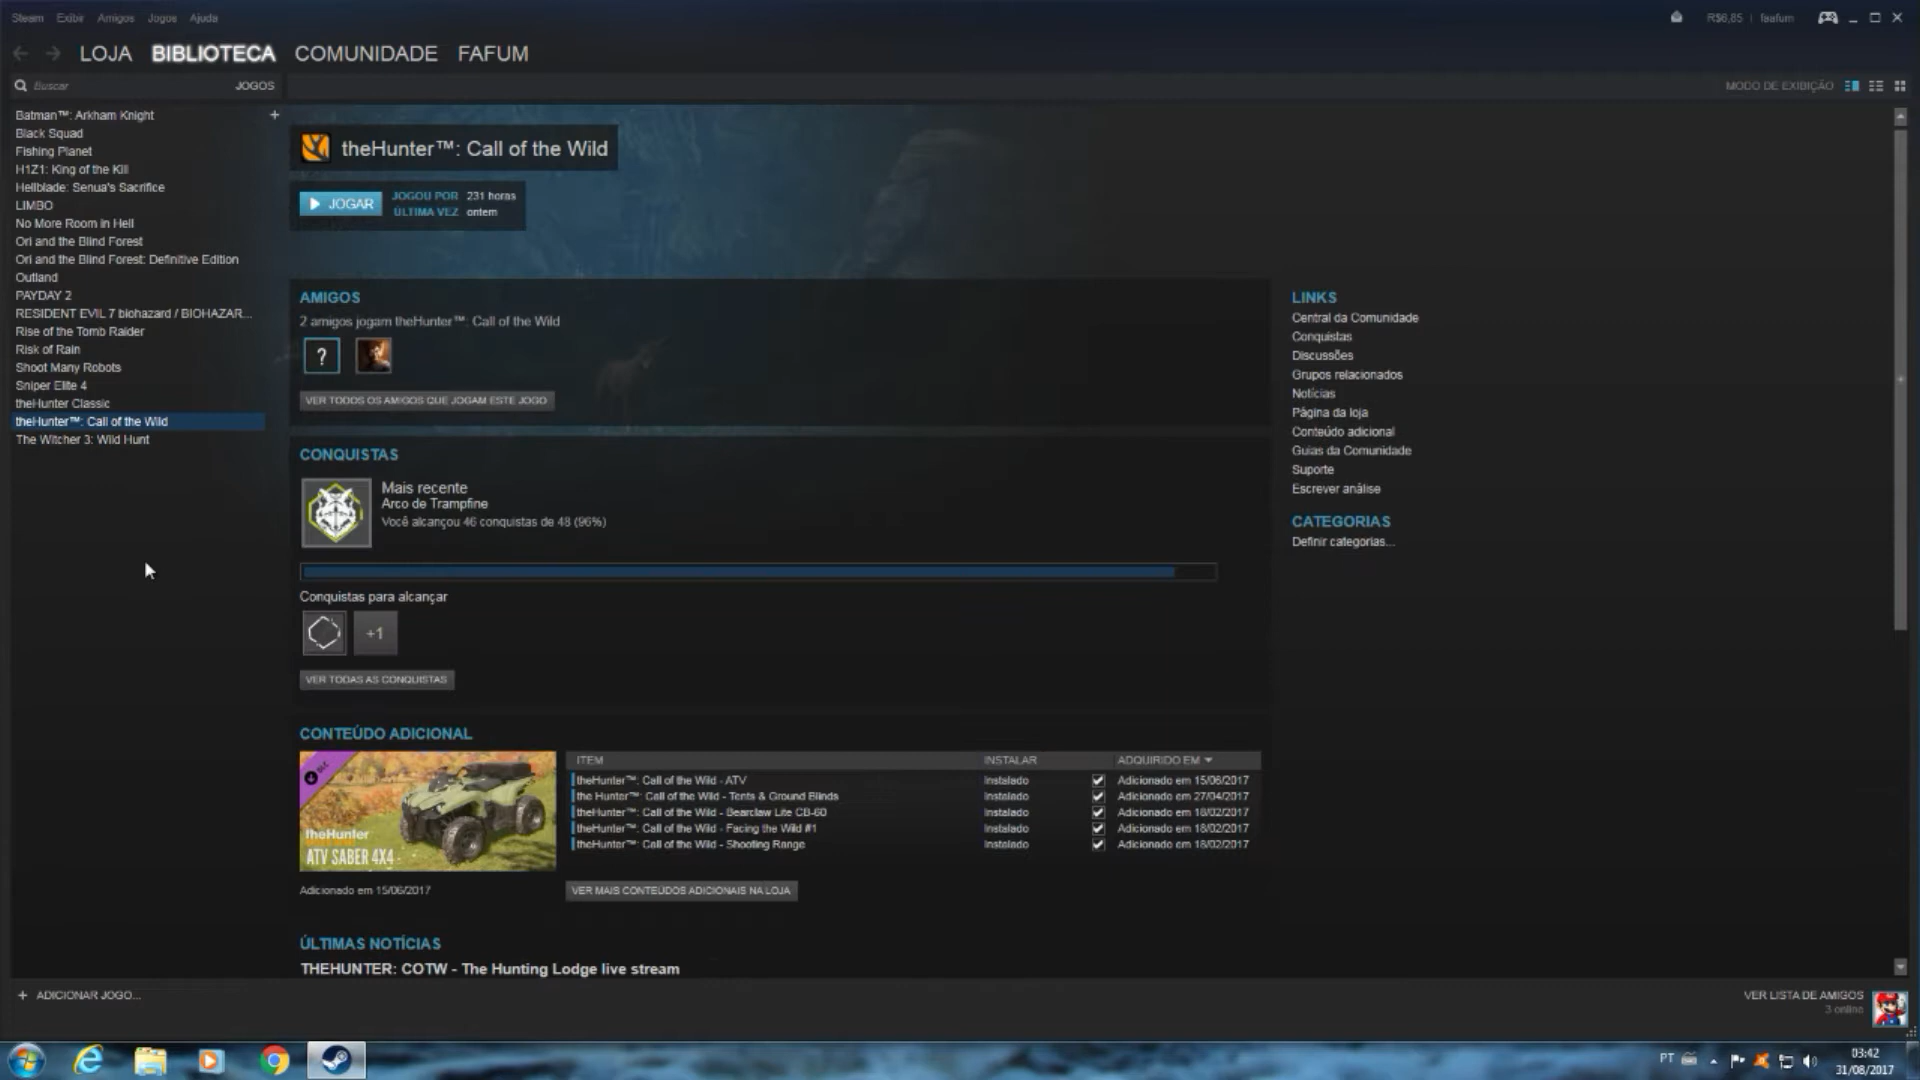 Steam Exibir Amigos Jogos Ajuda
R$6,85 | faafum
LOJA BIBLIOTECA COMUNIDADE FAFUM
Buscar JOGOS
MODO DE EXIBIÇÃO
Batman™: Arkham Knight
Black Squad
Fishing Planet
H1Z1: King of the Kill
Hellblade: Senua's Sacrifice
LIMBO
No More Room in Hell
Ori and the Blind Forest
Ori and the Blind Forest: Definitive Edition
Outland
PAYDAY 2
RESIDENT EVIL 7 biohazard / BIOHAZAR...
Rise of the Tomb Raider
Risk of Rain
Shoot Many Robots
Sniper Elite 4
theHunter Classic
theHunter™: Call of the Wild
The Witcher 3: Wild Hunt
theHunter™: Call of the Wild
JOGAR
JOGOU POR 231 horas
ÚLTIMA VEZ ontem
AMIGOS
2 amigos jogam theHunter™: Call of the Wild
?
VER TODOS OS AMIGOS QUE JOGAM ESTE JOGO
CONQUISTAS
Mais recente
Arco de Trampfine
Você alcançou 46 conquistas de 48 (96%)
Conquistas para alcançar
+1
VER TODAS AS CONQUISTAS
CONTEÚDO ADICIONAL
DLC
theHunter
ATV SABER 4X4
Adicionado em 15/06/2017
ITEM INSTALAR ADQUIRIDO EM
theHunter™: Call of the Wild - ATV Instalado Adicionado em 15/06/2017
the Hunter™: Call of the Wild - Tents & Ground Blinds Instalado Adicionado em 27/04/2017
theHunter™: Call of the Wild - Bearclaw Lite CB-60 Instalado Adicionado em 18/02/2017
theHunter™: Call of the Wild - Facing the Wild #1 Instalado Adicionado em 18/02/2017
theHunter™: Call of the Wild - Shooting Range Instalado Adicionado em 18/02/2017
VER MAIS CONTEÚDOS ADICIONAIS NA LOJA
ÚLTIMAS NOTÍCIAS
THEHUNTER: COTW - The Hunting Lodge live stream
LINKS
Central da Comunidade
Conquistas
Discussões
Grupos relacionados
Notícias
Página da loja
Conteúdo adicional
Guias da Comunidade
Suporte
Escrever análise
CATEGORIAS
Definir categorias...
+ ADICIONAR JOGO...
VER LISTA DE AMIGOS
3 online
PT
03:42
31/08/2017